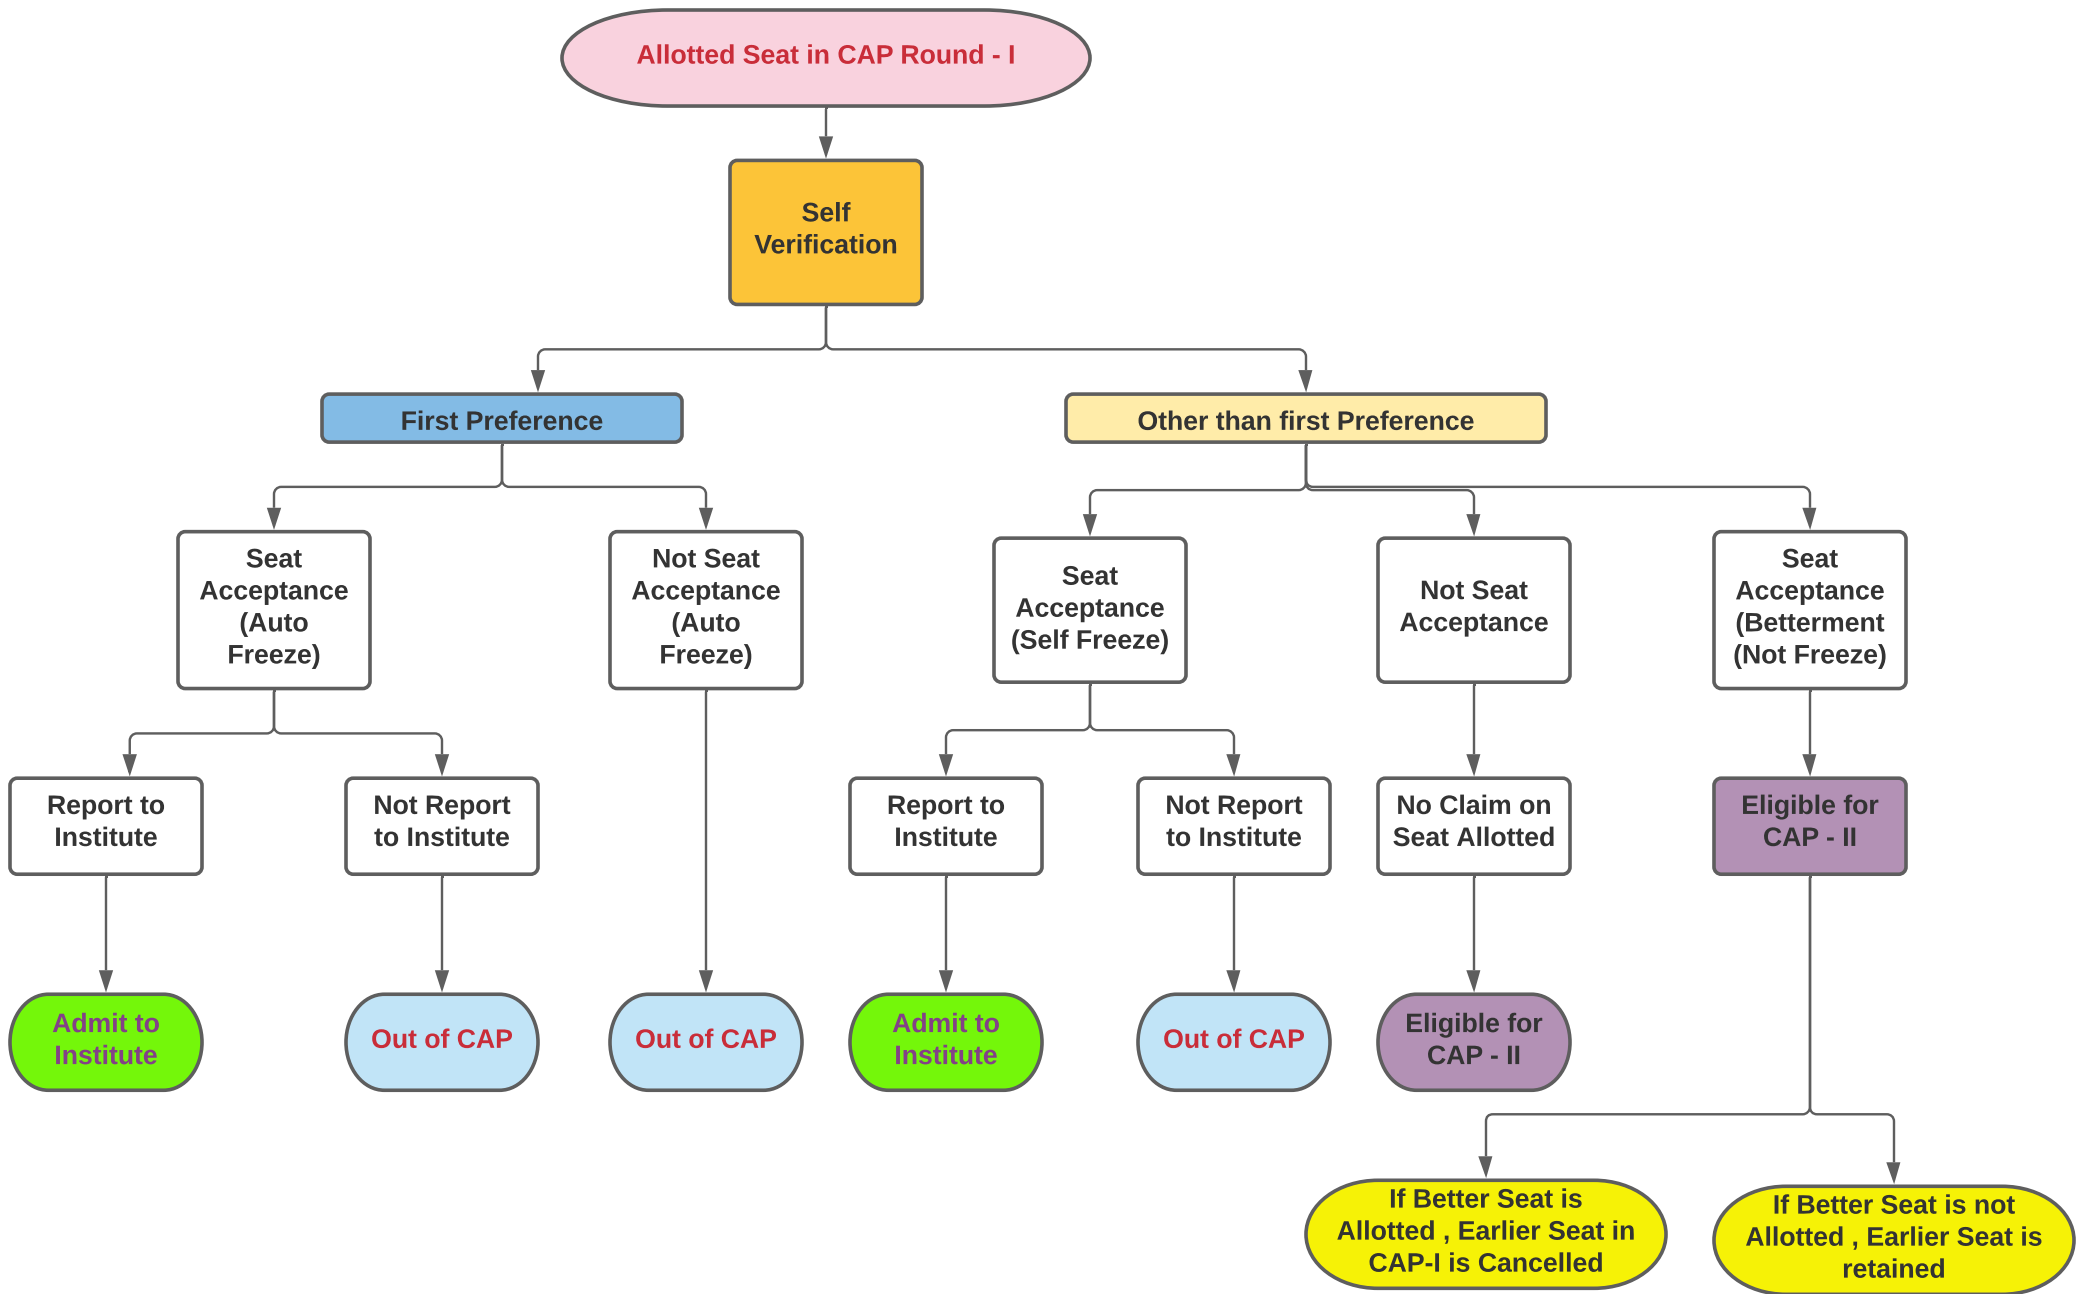 Allotted Seat in CAP Round - I
Self
Verification
First Preference
Other than first Preference
Seat
Acceptance
(Auto
Freeze)
Not Seat
Acceptance
(Auto
Freeze)
Seat
Acceptance
(Self Freeze)
Not Seat
Acceptance
Seat
Acceptance
(Betterment
(Not Freeze)
Report to
Institute
Not Report
to Institute
Report to
Institute
Not Report
to Institute
No Claim on
Seat Allotted
Eligible for
CAP - II
Admit to
Institute
Out of CAP
Out of CAP
Admit to
Institute
Out of CAP
Eligible for
CAP - II
If Better Seat is
Allotted , Earlier Seat in
CAP-I is Cancelled
If Better Seat is not
Allotted , Earlier Seat is
retained